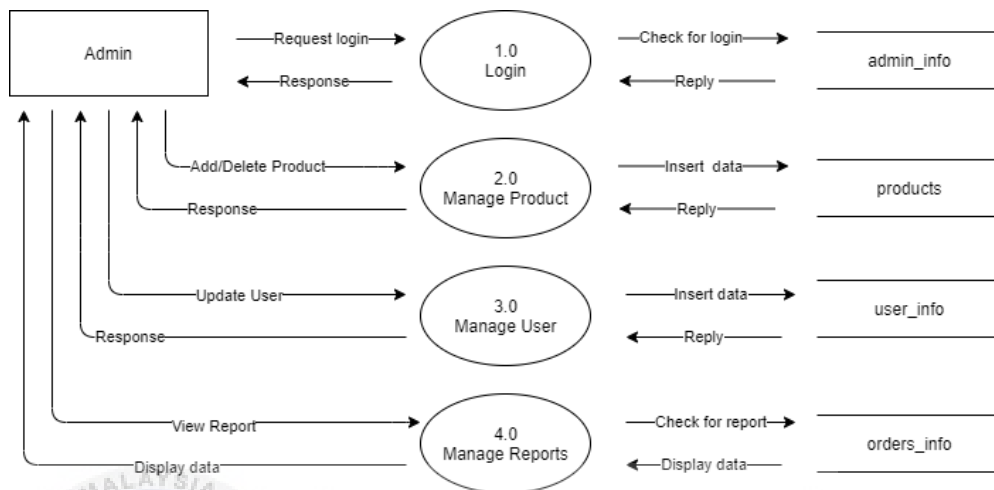 Admin
Request login
1.0
Login
Check for login
admin_info
Response
Reply
Add/Delete Product
2.0
Manage Product
Insert data
products
Response
Reply
Update User
3.0
Manage User
Insert data
user_info
Response
Reply
View Report
4.0
Manage Reports
Check for report
orders_info
Display data
Display data
MALAYSIA